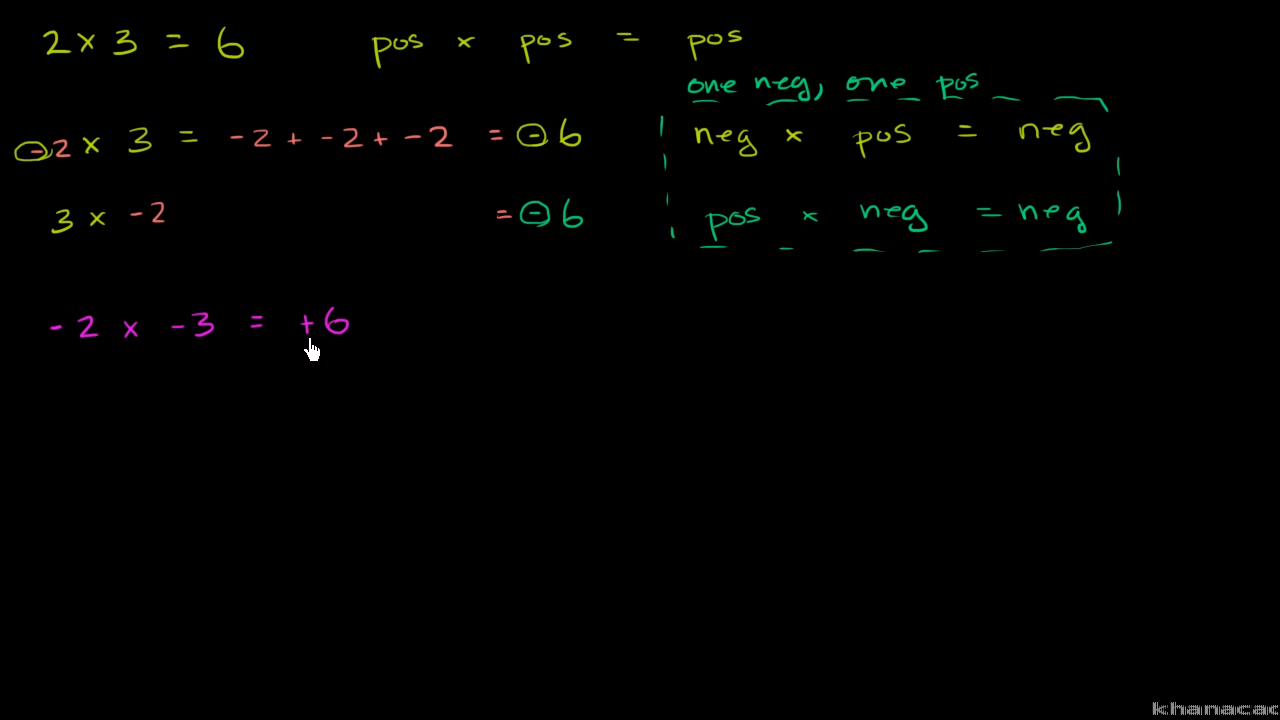 2 x 3 = 6 pos x pos = pos
one neg, one pos
-2 x 3 = -2 + -2 + -2 = -6 neg x pos = neg
3 x -2 = -6 pos x neg = neg
-2 x -3 = +6
khanacad